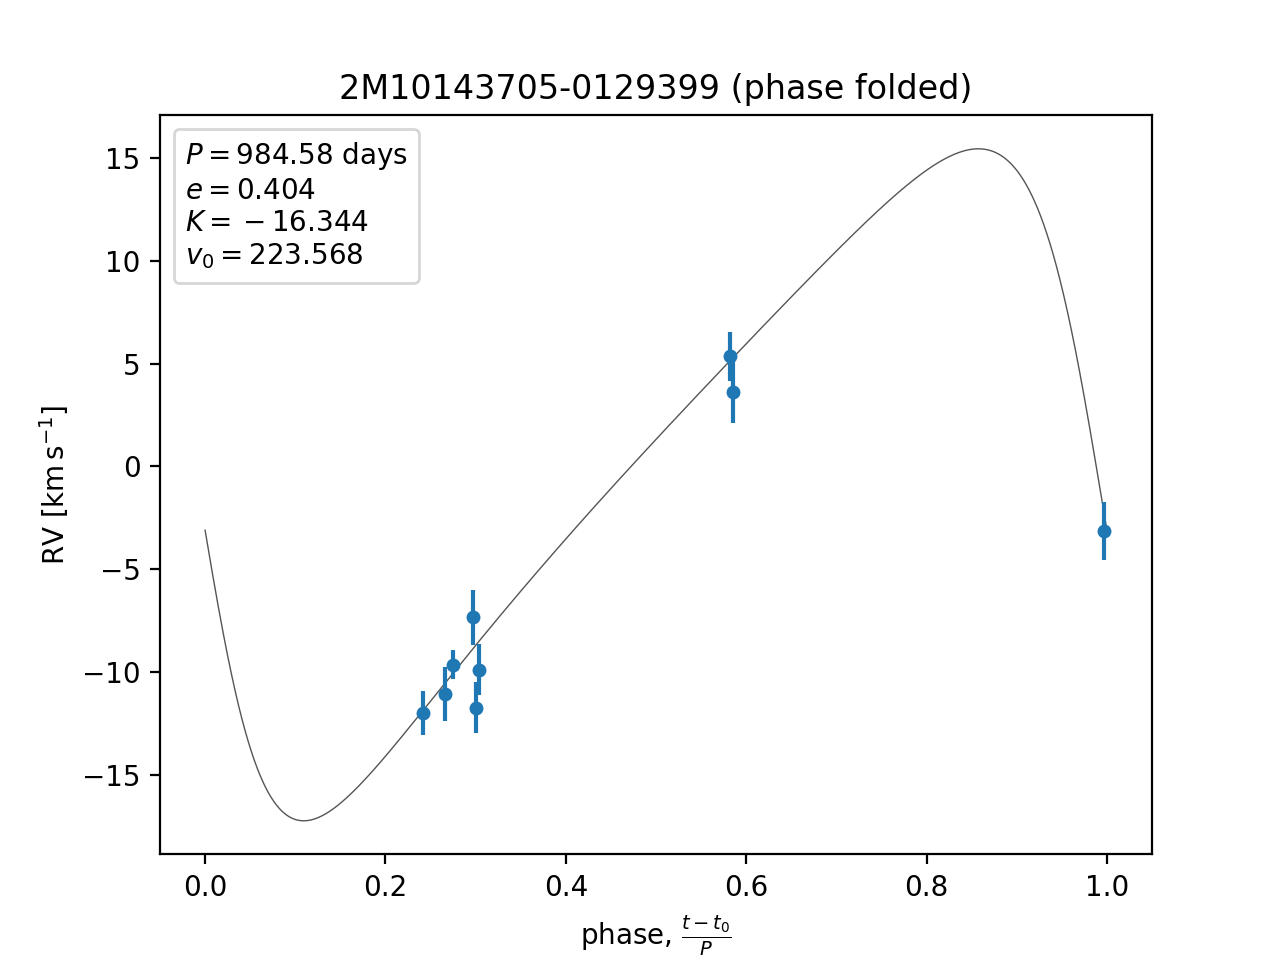 2M10143705-0129399 (phase folded)
P = 984.58 days
e = 0.404
K = −16.344
v₀ = 223.568
15
10
5
0
−5
−10
−15
RV [km s⁻¹]
0.0 0.2 0.4 0.6 0.8 1.0
phase, (t − t₀)/P